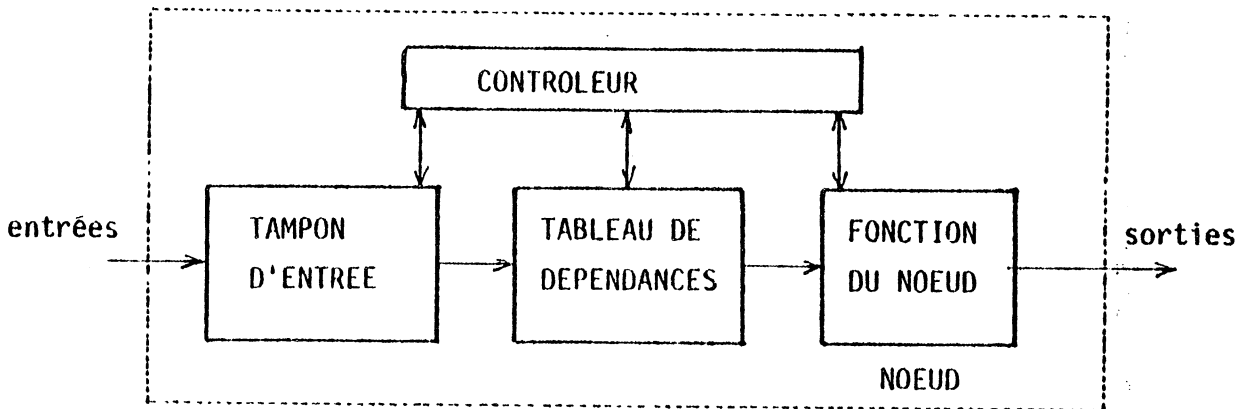 CONTROLEUR
entrées
TAMPON
D'ENTREE
TABLEAU DE
DEPENDANCES
FONCTION
DU NOEUD
sorties
NOEUD